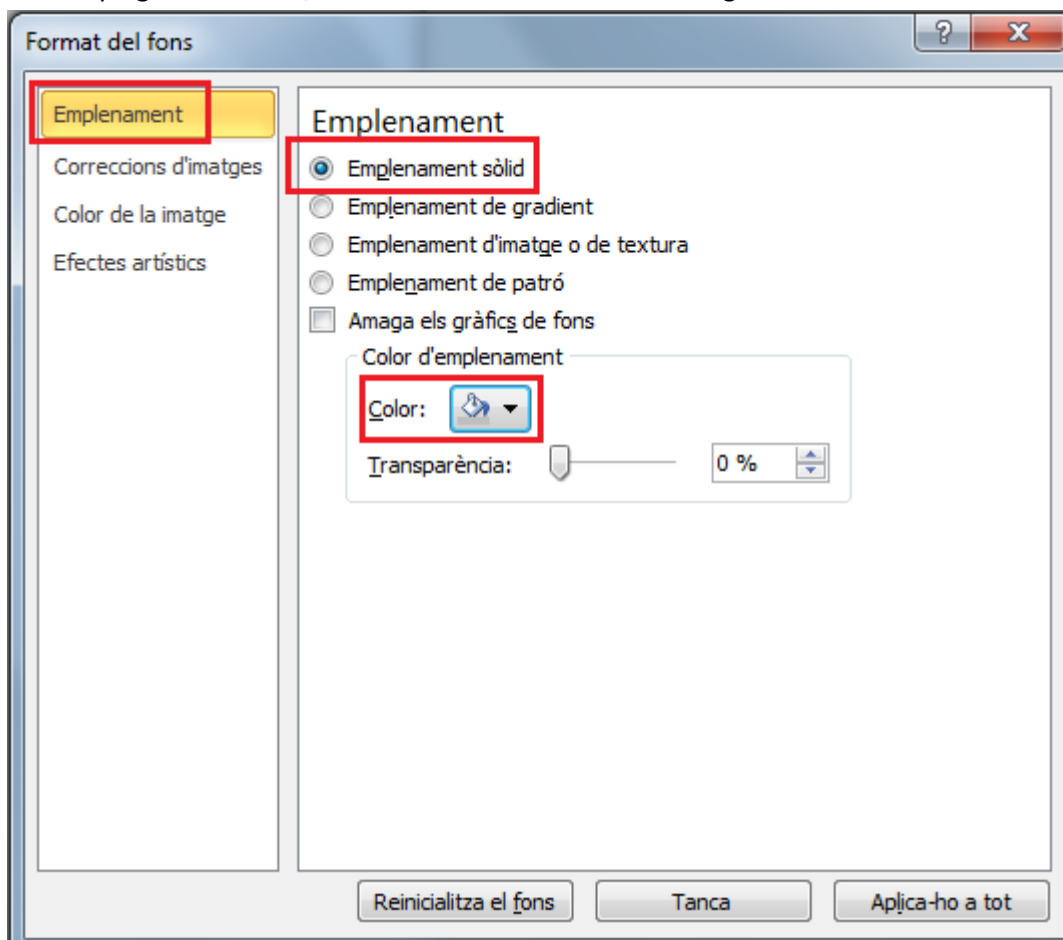 Format del fons
Emplenament
Correccions d'imatges
Color de la imatge
Efectes artístics
Emplenament
Emplenament sòlid
Emplenament de gradient
Emplenament d'imatge o de textura
Emplenament de patró
Amaga els gràfics de fons
Color d'emplenament
Color:
Transparència: 0 %
Reinicialitza el fons Tanca Aplica-ho a tot